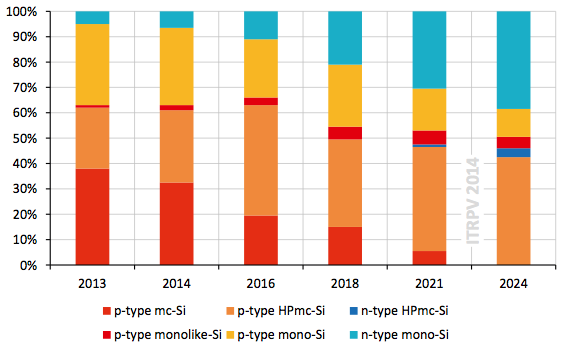 100%
90%
80%
70%
60%
50%
40%
30%
20%
10%
0%
ITRPV 2014
2013 2014 2016 2018 2021 2024
p-type mc-Si p-type HPmc-Si n-type HPmc-Si
p-type monolike-Si p-type mono-Si n-type mono-Si